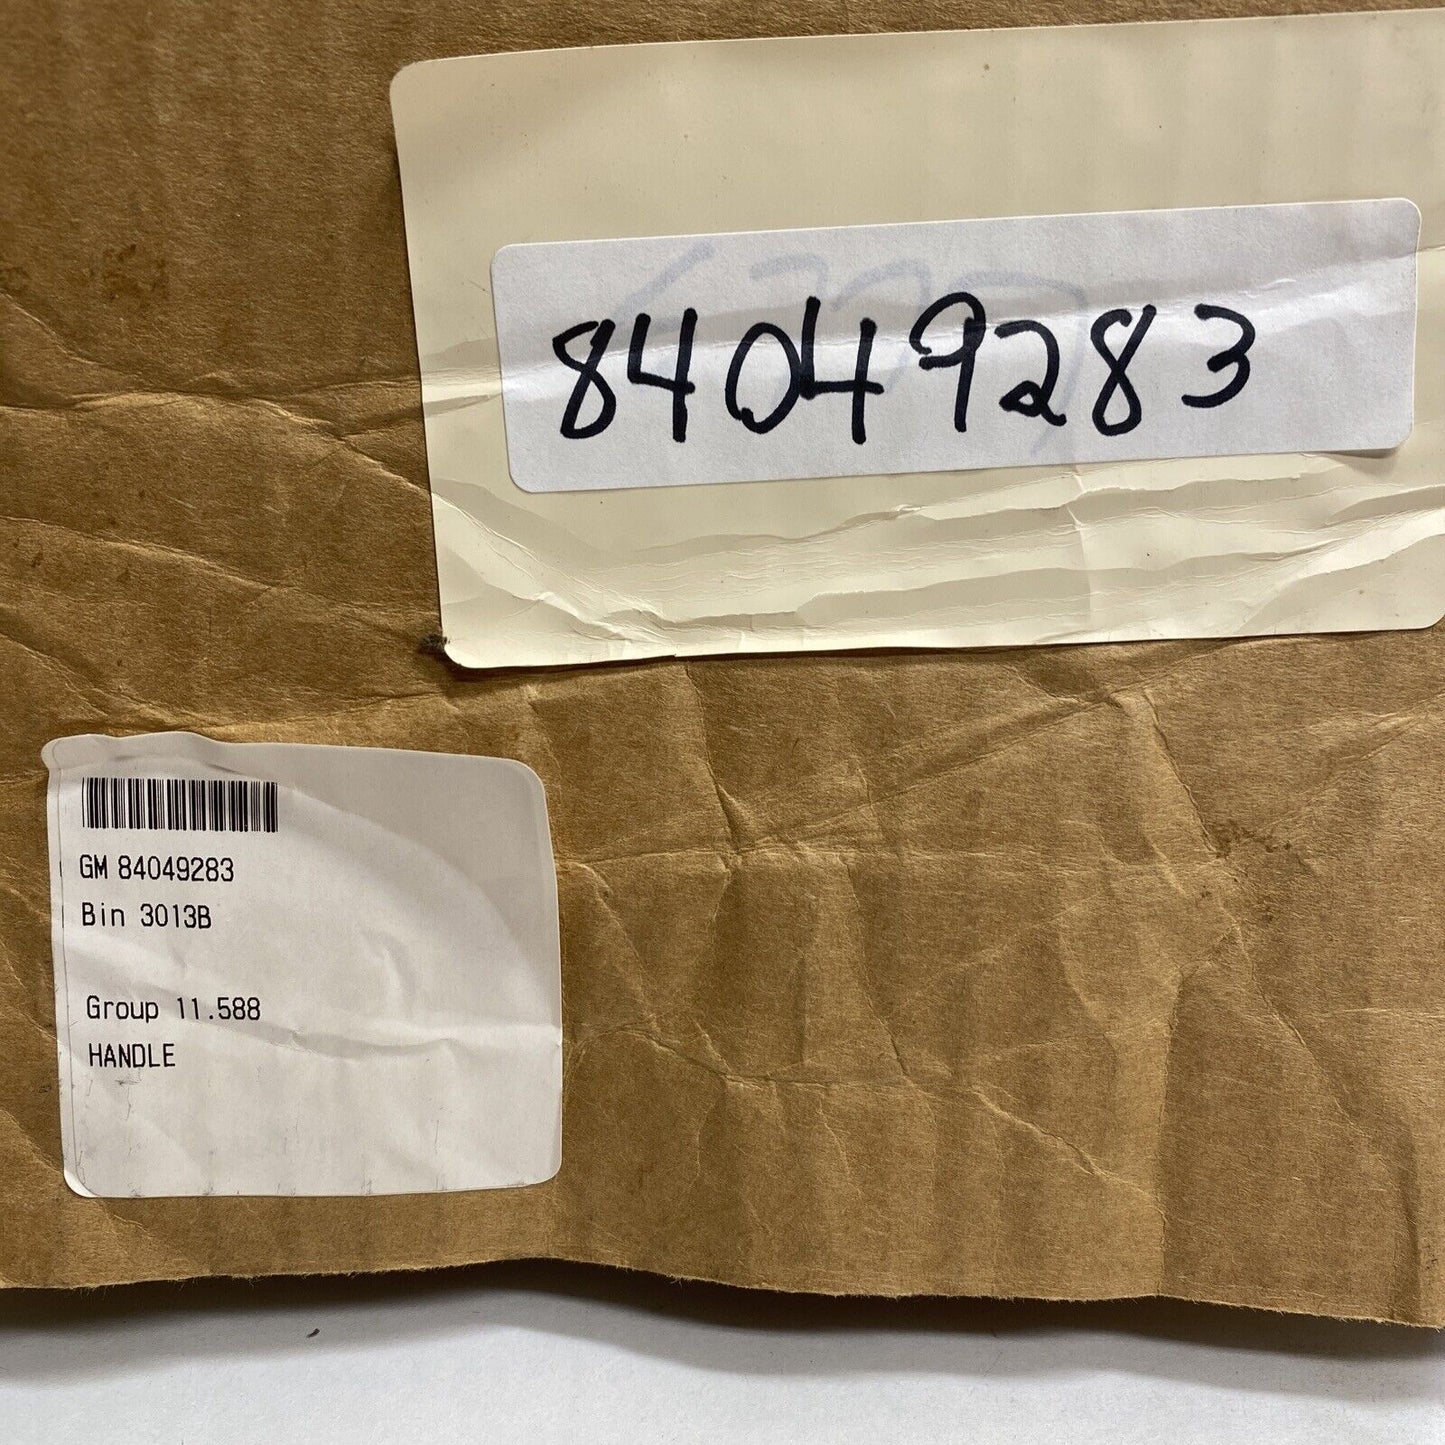 84049283
GM 84049283
Bin 3013B
Group 11.588
HANDLE